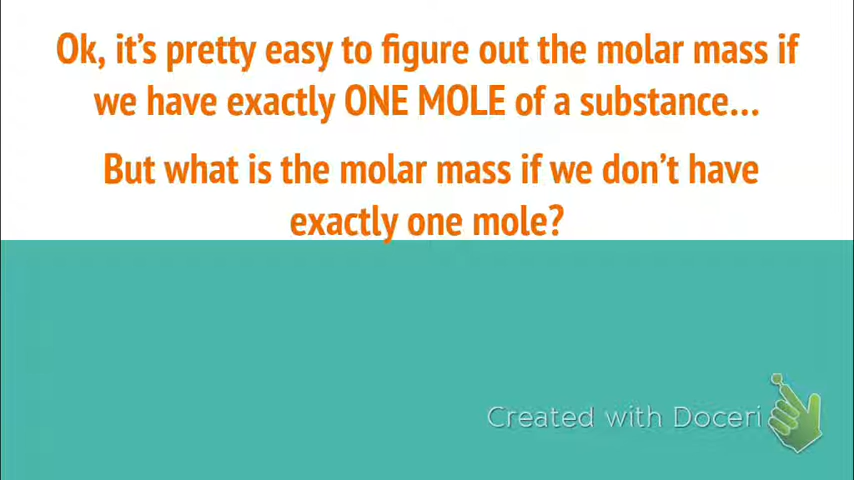 Ok, it’s pretty easy to figure out the molar mass if
we have exactly ONE MOLE of a substance…
But what is the molar mass if we don’t have
exactly one mole?
Created with Doceri